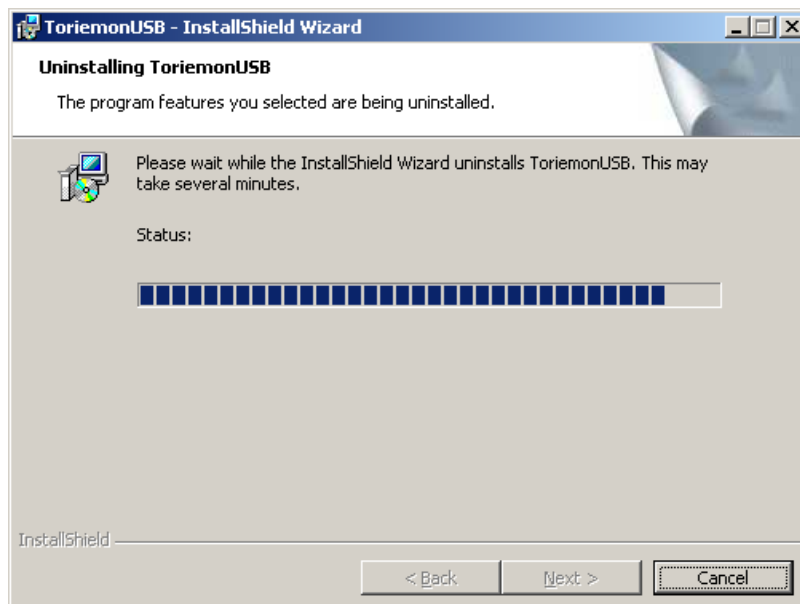 ToriemonUSB - InstallShield Wizard
Uninstalling ToriemonUSB
The program features you selected are being uninstalled.
Please wait while the InstallShield Wizard uninstalls ToriemonUSB. This may
take several minutes.
Status:
InstallShield
< Back
Next >
Cancel